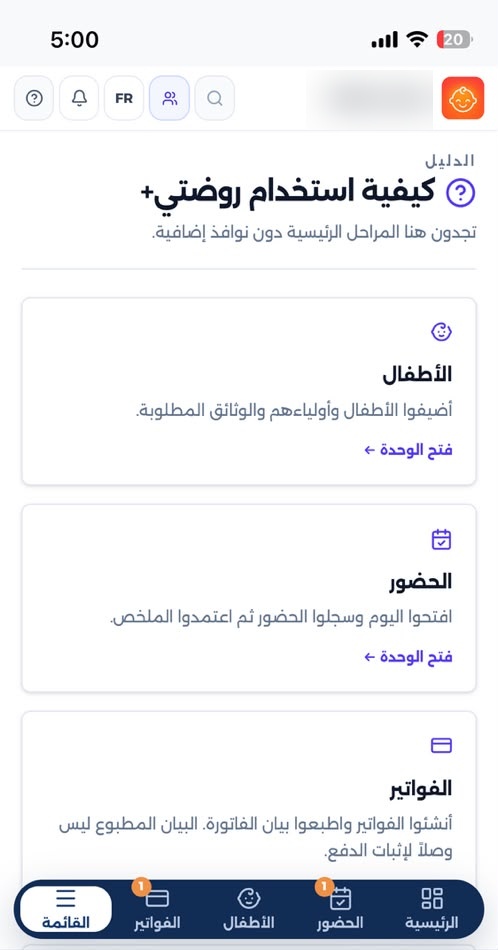 5:00
20
FR
الدليل
كيفية استخدام روضتي+
تجدون هنا المراحل الرئيسية دون نوافذ إضافية.
الأطفال
أضيفوا الأطفال وأولياءهم والوثائق المطلوبة.
فتح الوحدة ←
الحضور
افتحوا اليوم وسجلوا الحضور ثم اعتمدوا الملخص.
فتح الوحدة ←
الفواتير
أنشئوا الفواتير واطبعوا بيان الفاتورة. البيان المطبوع ليس
وصلاً لإثبات الدفع.
1
1
الرئيسية
الحضور
الأطفال
الفواتير
القائمة